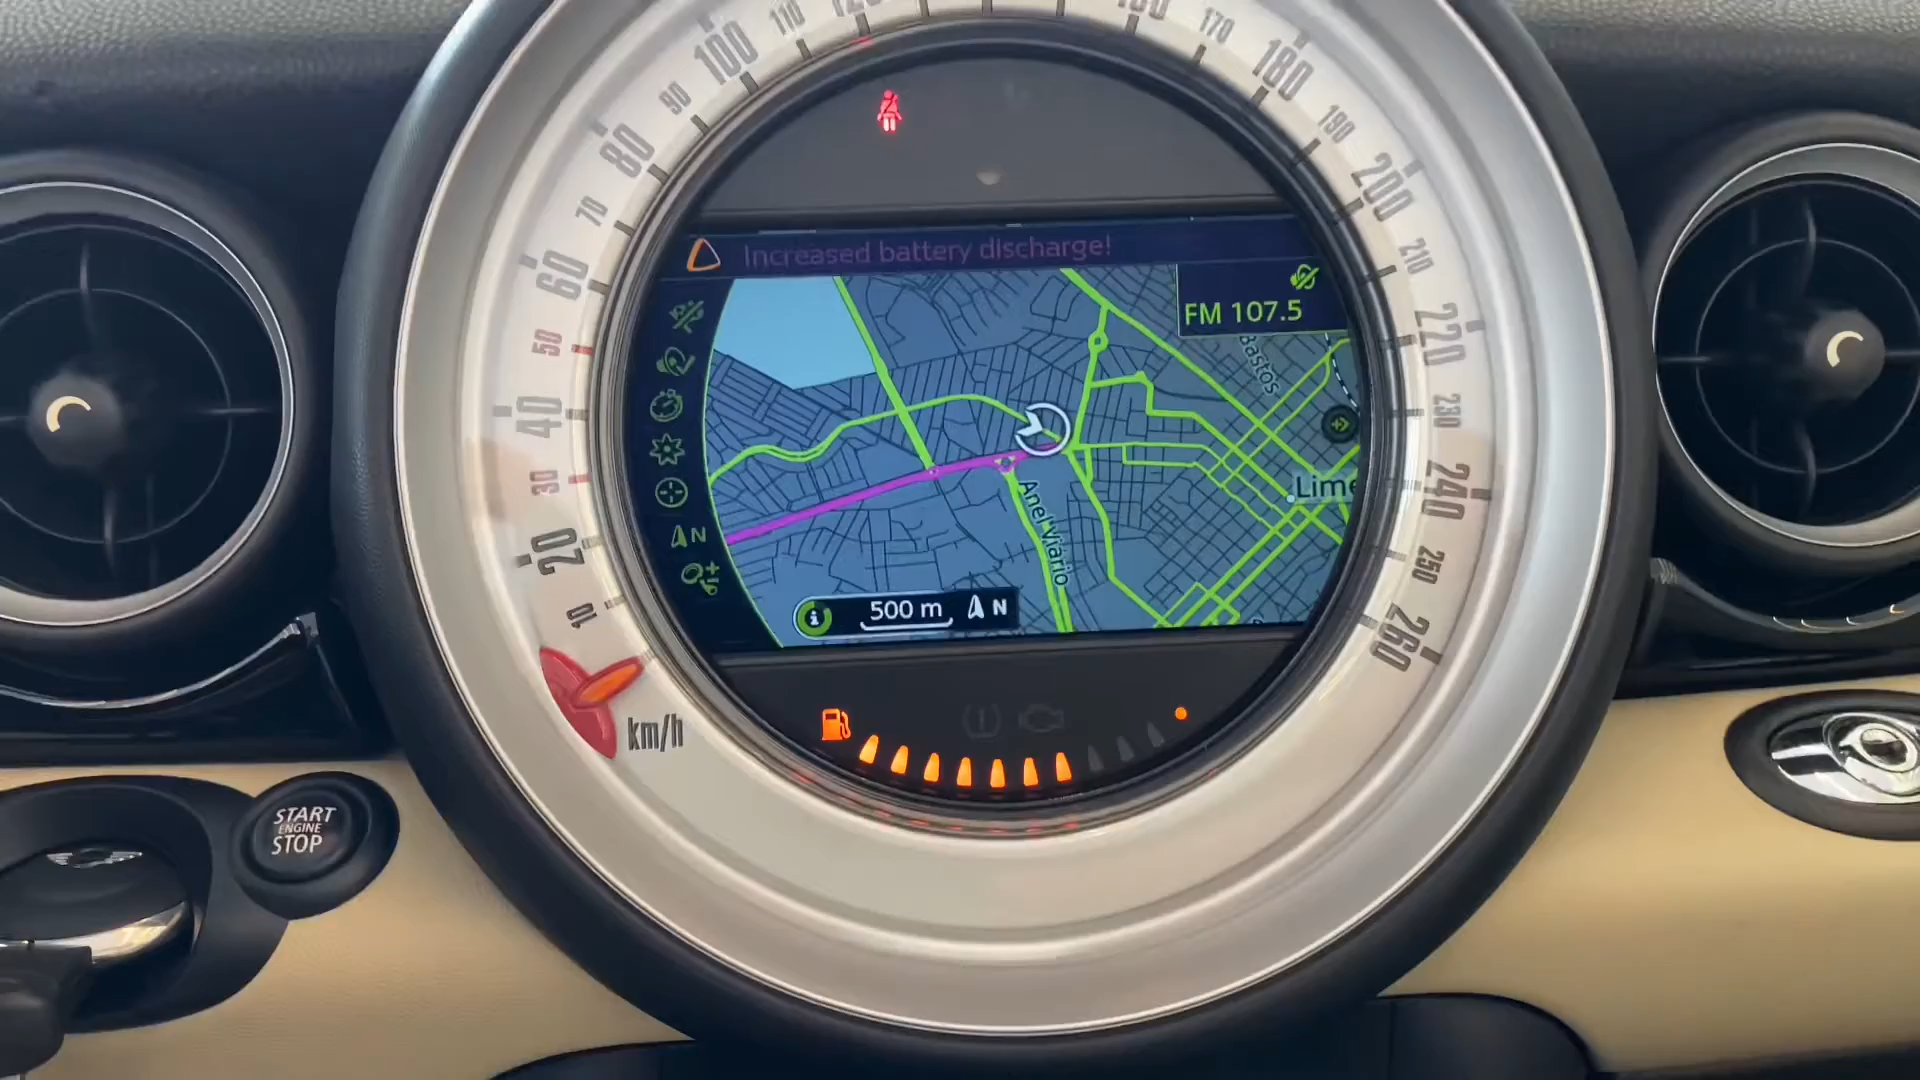 100
110
120
170
180
90
190
80
200
70
210
Increased battery discharge!
60
FM 107.5
220
Bastos
50
40
230
30
Lime
240
Anel Viário
N
20
250
10
500 m
N
260
km/h
START
ENGINE
STOP